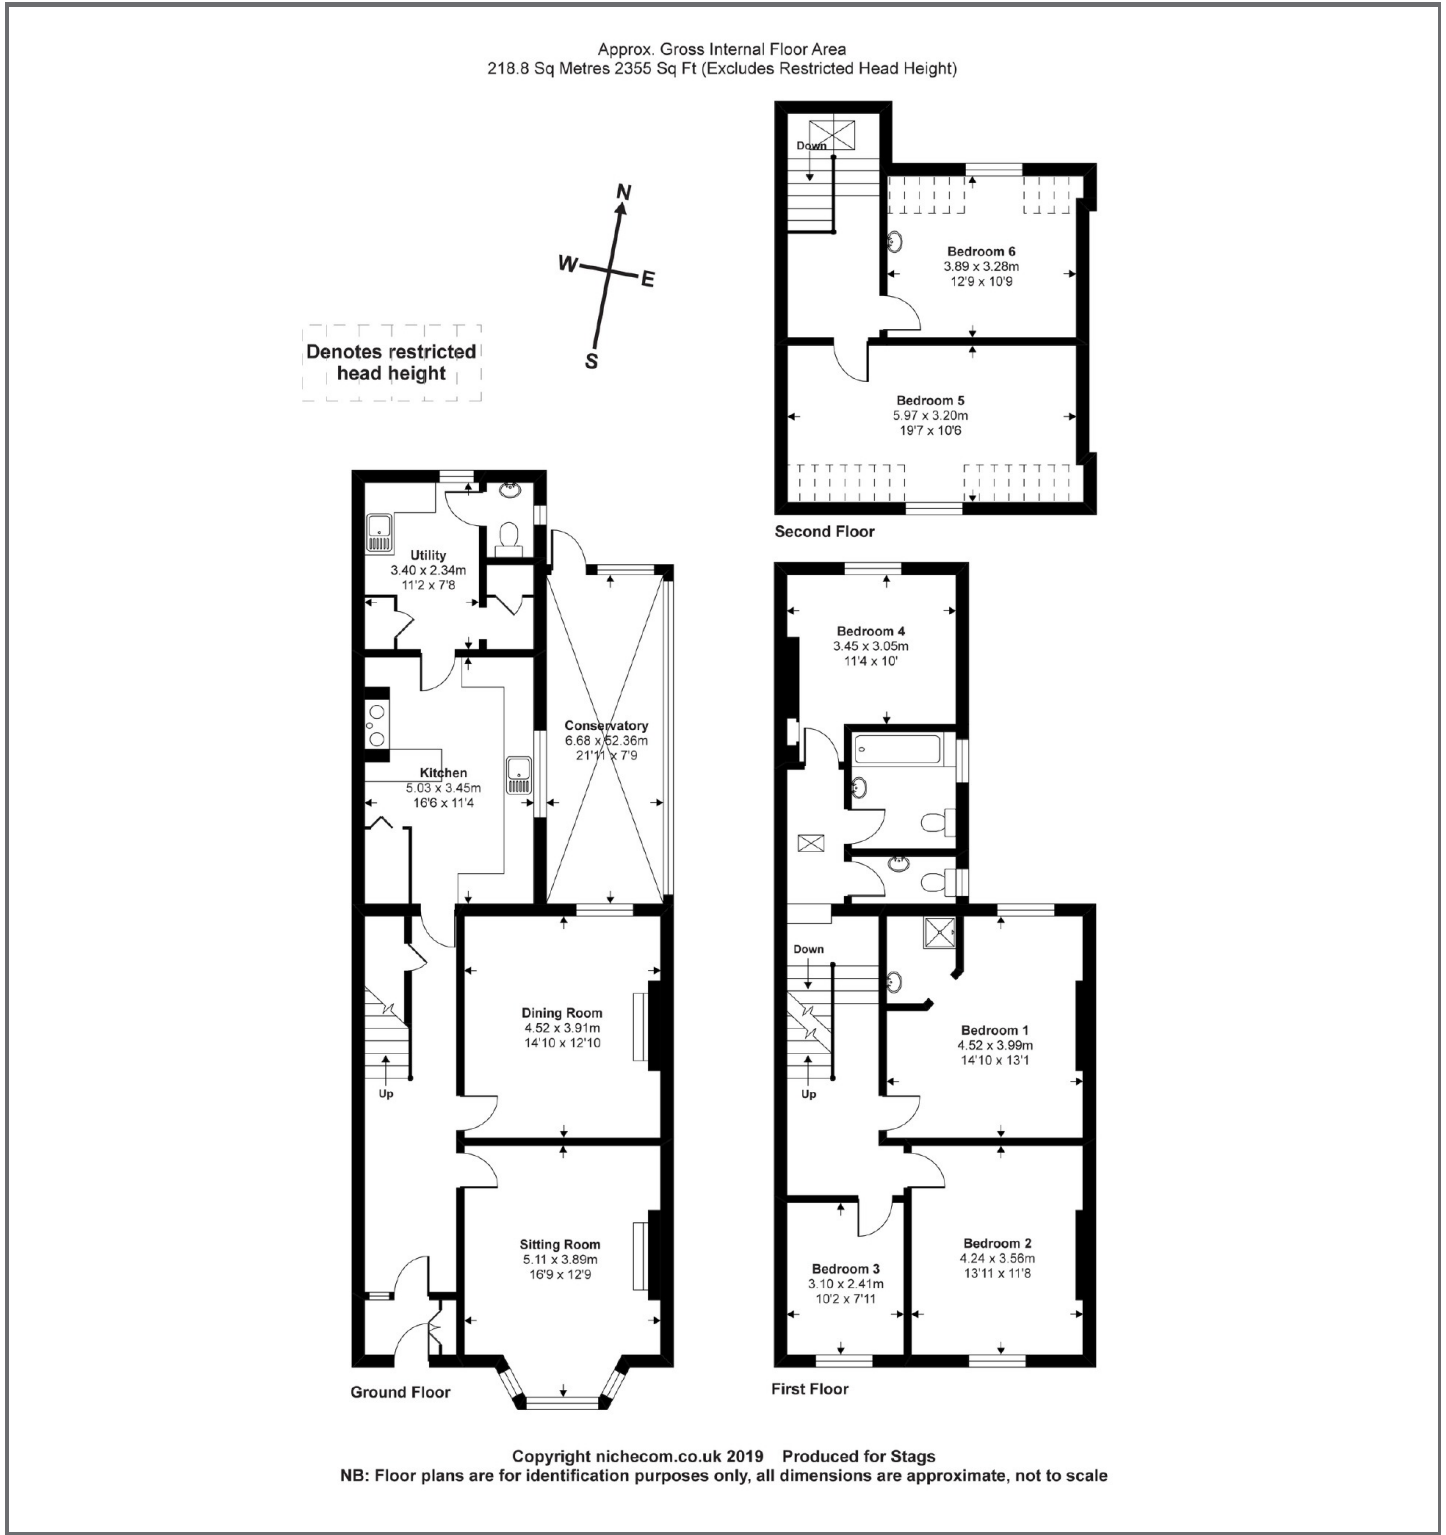 Approx. Gross Internal Floor Area
218.8 Sq Metres 2355 Sq Ft (Excludes Restricted Head Height)
N
W
E
S
Denotes restricted
head height
Down
Bedroom 6
3.89 x 3.28m
12'9 x 10'9
Bedroom 5
5.97 x 3.20m
19'7 x 10'6
Second Floor
Utility
3.40 x 2.34m
11'2 x 7'8
Conservatory
6.68 x 52.36m
21'11 x 7'9
Kitchen
5.03 x 3.45m
16'6 x 11'4
Dining Room
4.52 x 3.91m
14'10 x 12'10
Up
Sitting Room
5.11 x 3.89m
16'9 x 12'9
Ground Floor
Bedroom 4
3.45 x 3.05m
11'4 x 10'
Down
Bedroom 1
4.52 x 3.99m
14'10 x 13'1
Up
Bedroom 2
4.24 x 3.56m
13'11 x 11'8
Bedroom 3
3.10 x 2.41m
10'2 x 7'11
First Floor
Copyright nichecom.co.uk 2019 Produced for Stags
NB: Floor plans are for identification purposes only, all dimensions are approximate, not to scale